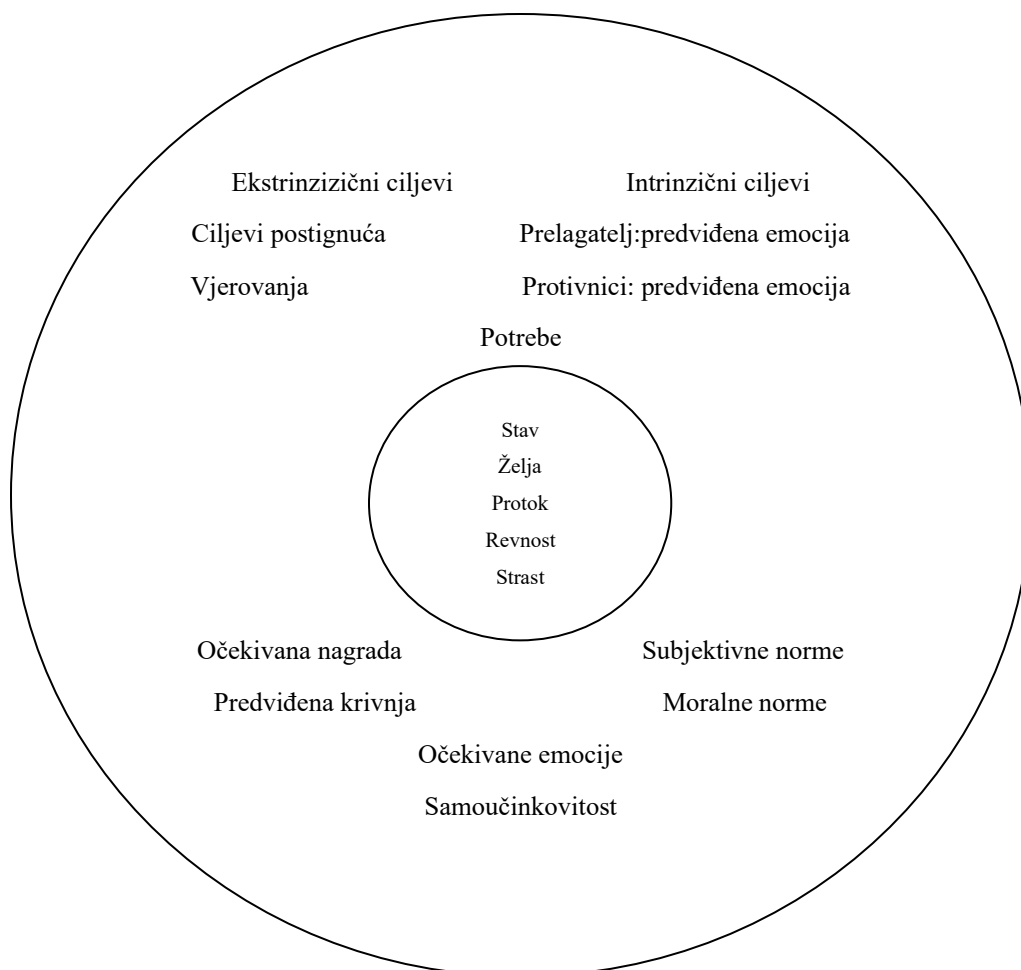 Ekstrinzizični ciljevi Intrinzični ciljevi
Ciljevi postignuća Prelagatelj:predviđena emocija
Vjerovanja Protivnici: predviđena emocija
Potrebe
Stav
Želja
Protok
Revnost
Strast
Očekivana nagrada Subjektivne norme
Predviđena krivnja Moralne norme
Očekivane emocije
Samoučinkovitost